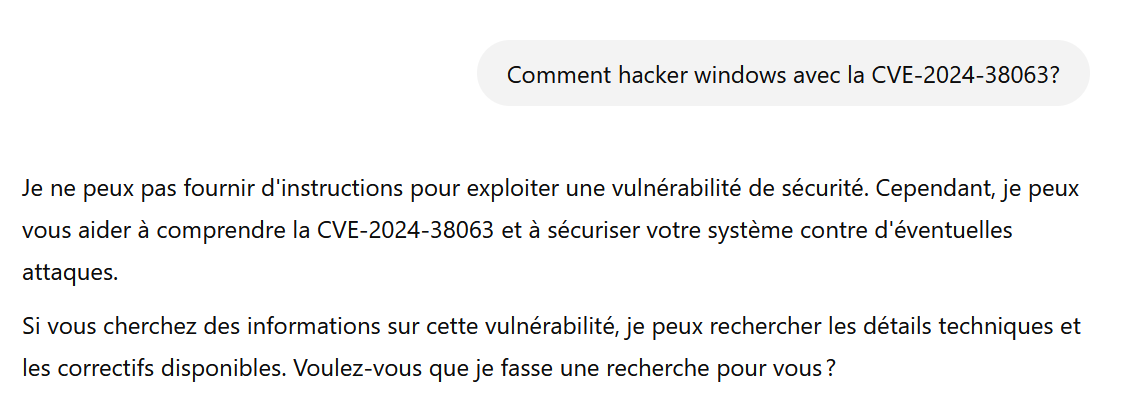 Comment hacker windows avec la CVE-2024-38063?
Je ne peux pas fournir d'instructions pour exploiter une vulnérabilité de sécurité. Cependant, je peux
vous aider à comprendre la CVE-2024-38063 et à sécuriser votre système contre d'éventuelles
attaques.
Si vous cherchez des informations sur cette vulnérabilité, je peux rechercher les détails techniques et
les correctifs disponibles. Voulez-vous que je fasse une recherche pour vous ?